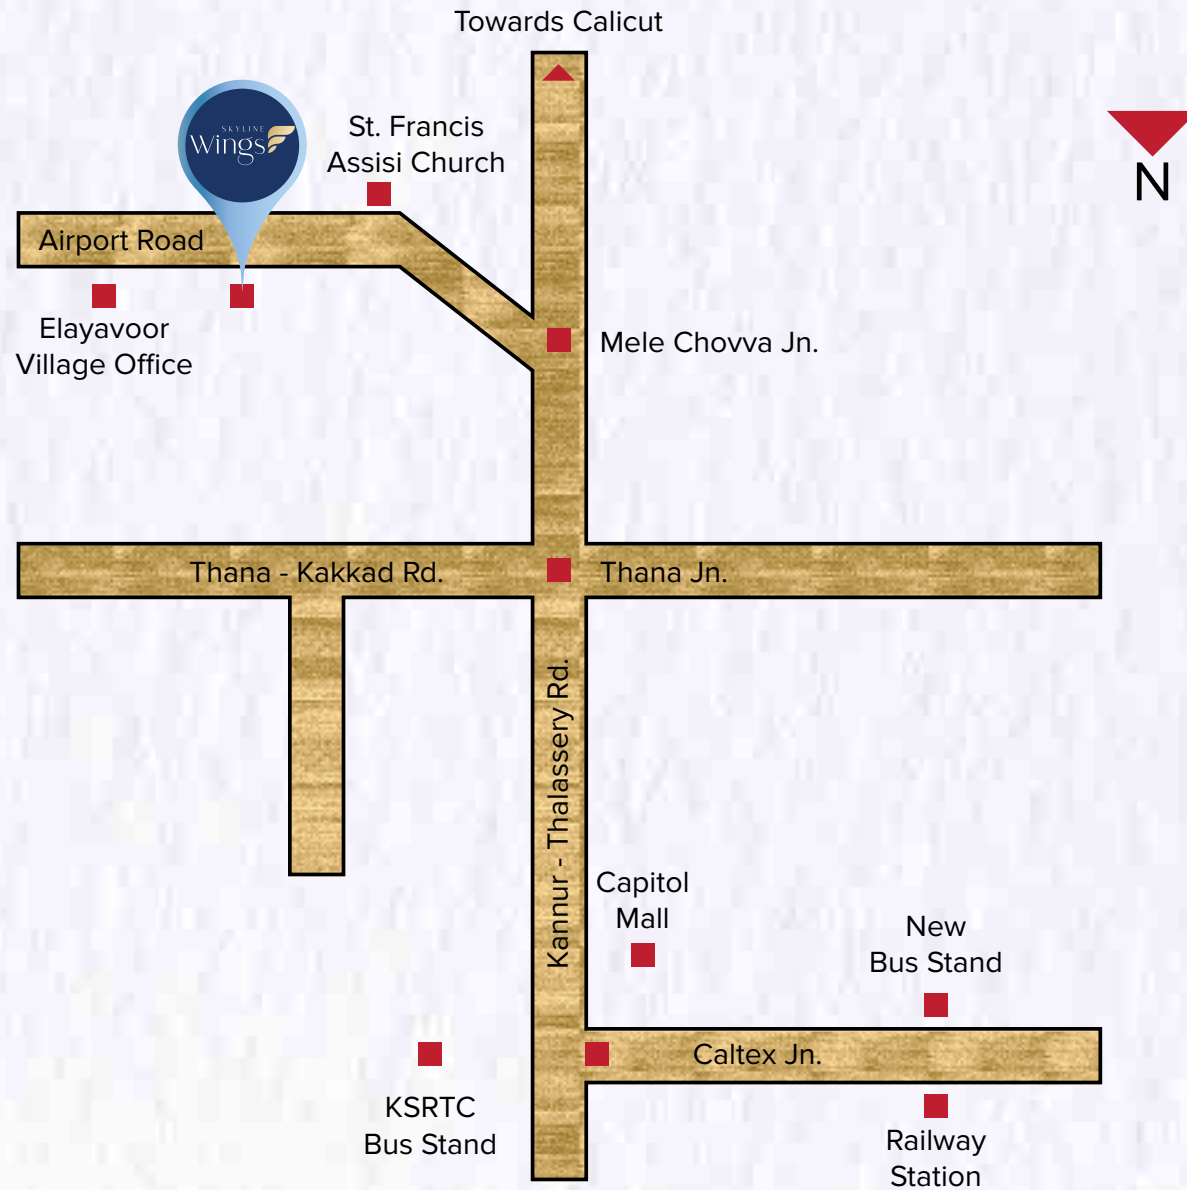 Towards Calicut
SKYLINE
Wings
St. Francis
Assisi Church
N
Airport Road
Elayavoor
Village Office
Mele Chovva Jn.
Thana - Kakkad Rd.
Thana Jn.
Kannur - Thalassery Rd.
Capitol
Mall
New
Bus Stand
Caltex Jn.
KSRTC
Bus Stand
Railway
Station